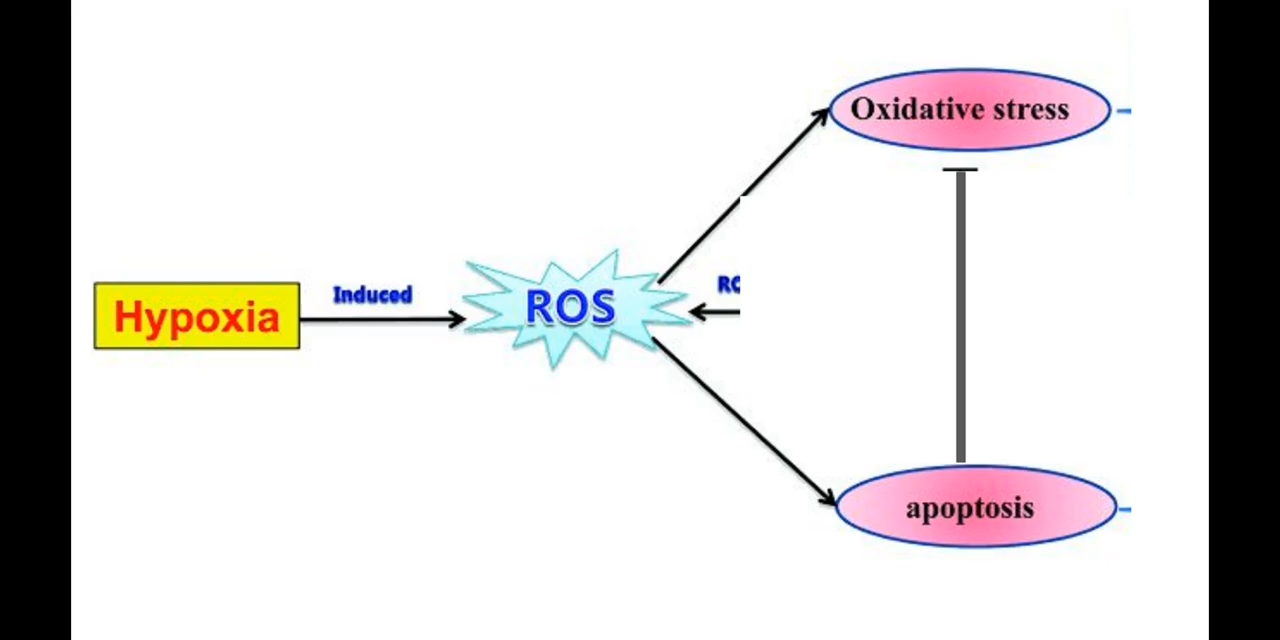 Oxidative stress
Induced
Hypoxia
ROS
apoptosis